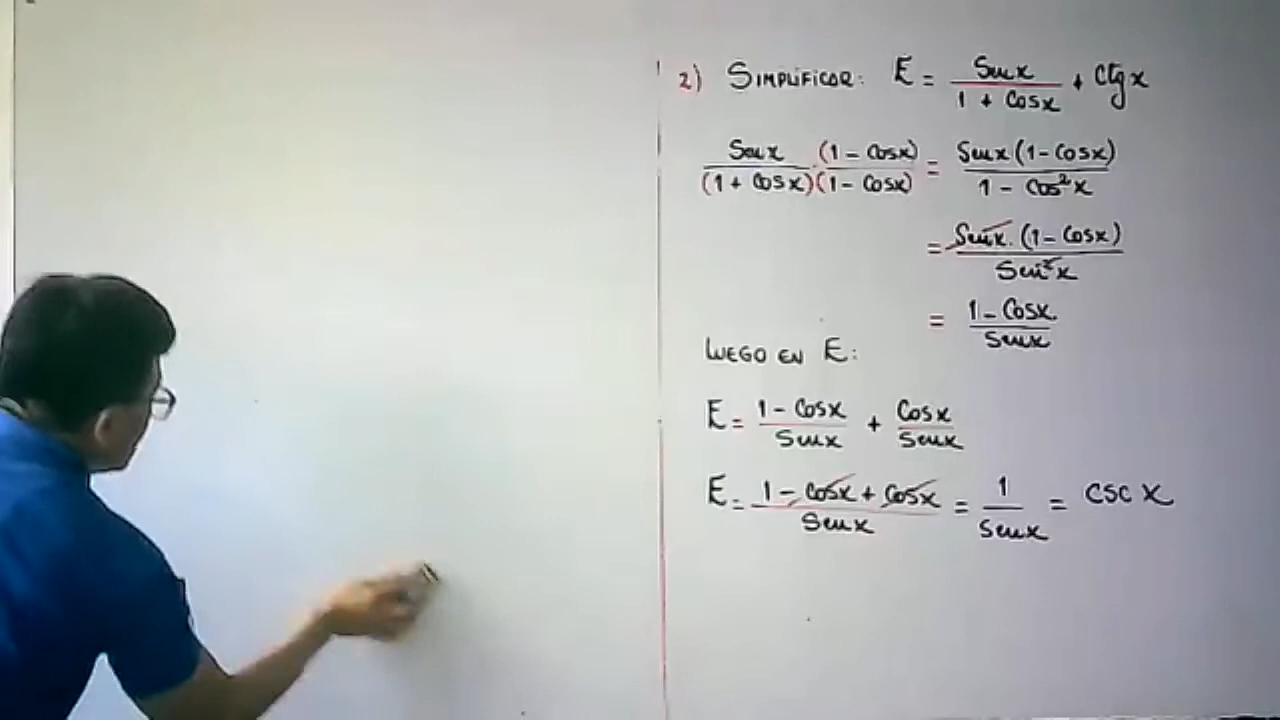 2) SIMPLIFICAR: E = Senx / (1 + Cosx) + Ctgx
Senx / (1 + Cosx) . (1 - Cosx) / (1 - Cosx) = Senx (1 - Cosx) / (1 - Cos²x)
= Senx . (1 - Cosx) / Sen²x
= (1 - Cosx) / Senx
LUEGO EN E:
E = (1 - Cosx) / Senx + Cosx / Senx
E = (1 - Cosx + Cosx) / Senx = 1 / Senx = CSC X